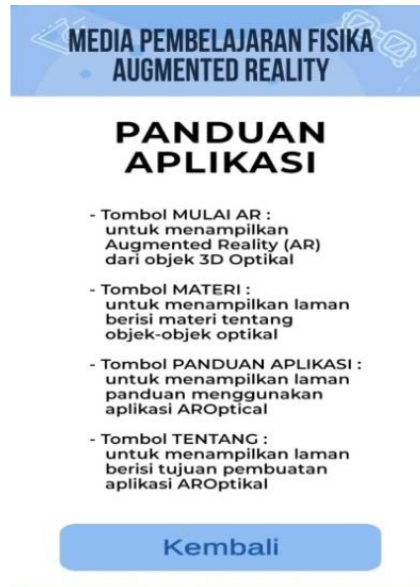 MEDIA PEMBELAJARAN FISIKA
AUGMENTED REALITY
PANDUAN
APLIKASI
- Tombol MULAI AR :
untuk menampilkan
Augmented Reality (AR)
dari objek 3D Optikal
- Tombol MATERI :
untuk menampilkan laman
berisi materi tentang
objek-objek optikal
- Tombol PANDUAN APLIKASI :
untuk menampilkan laman
panduan menggunakan
aplikasi AROptical
- Tombol TENTANG :
untuk menampilkan laman
berisi tujuan pembuatan
aplikasi AROptikal
Kembali